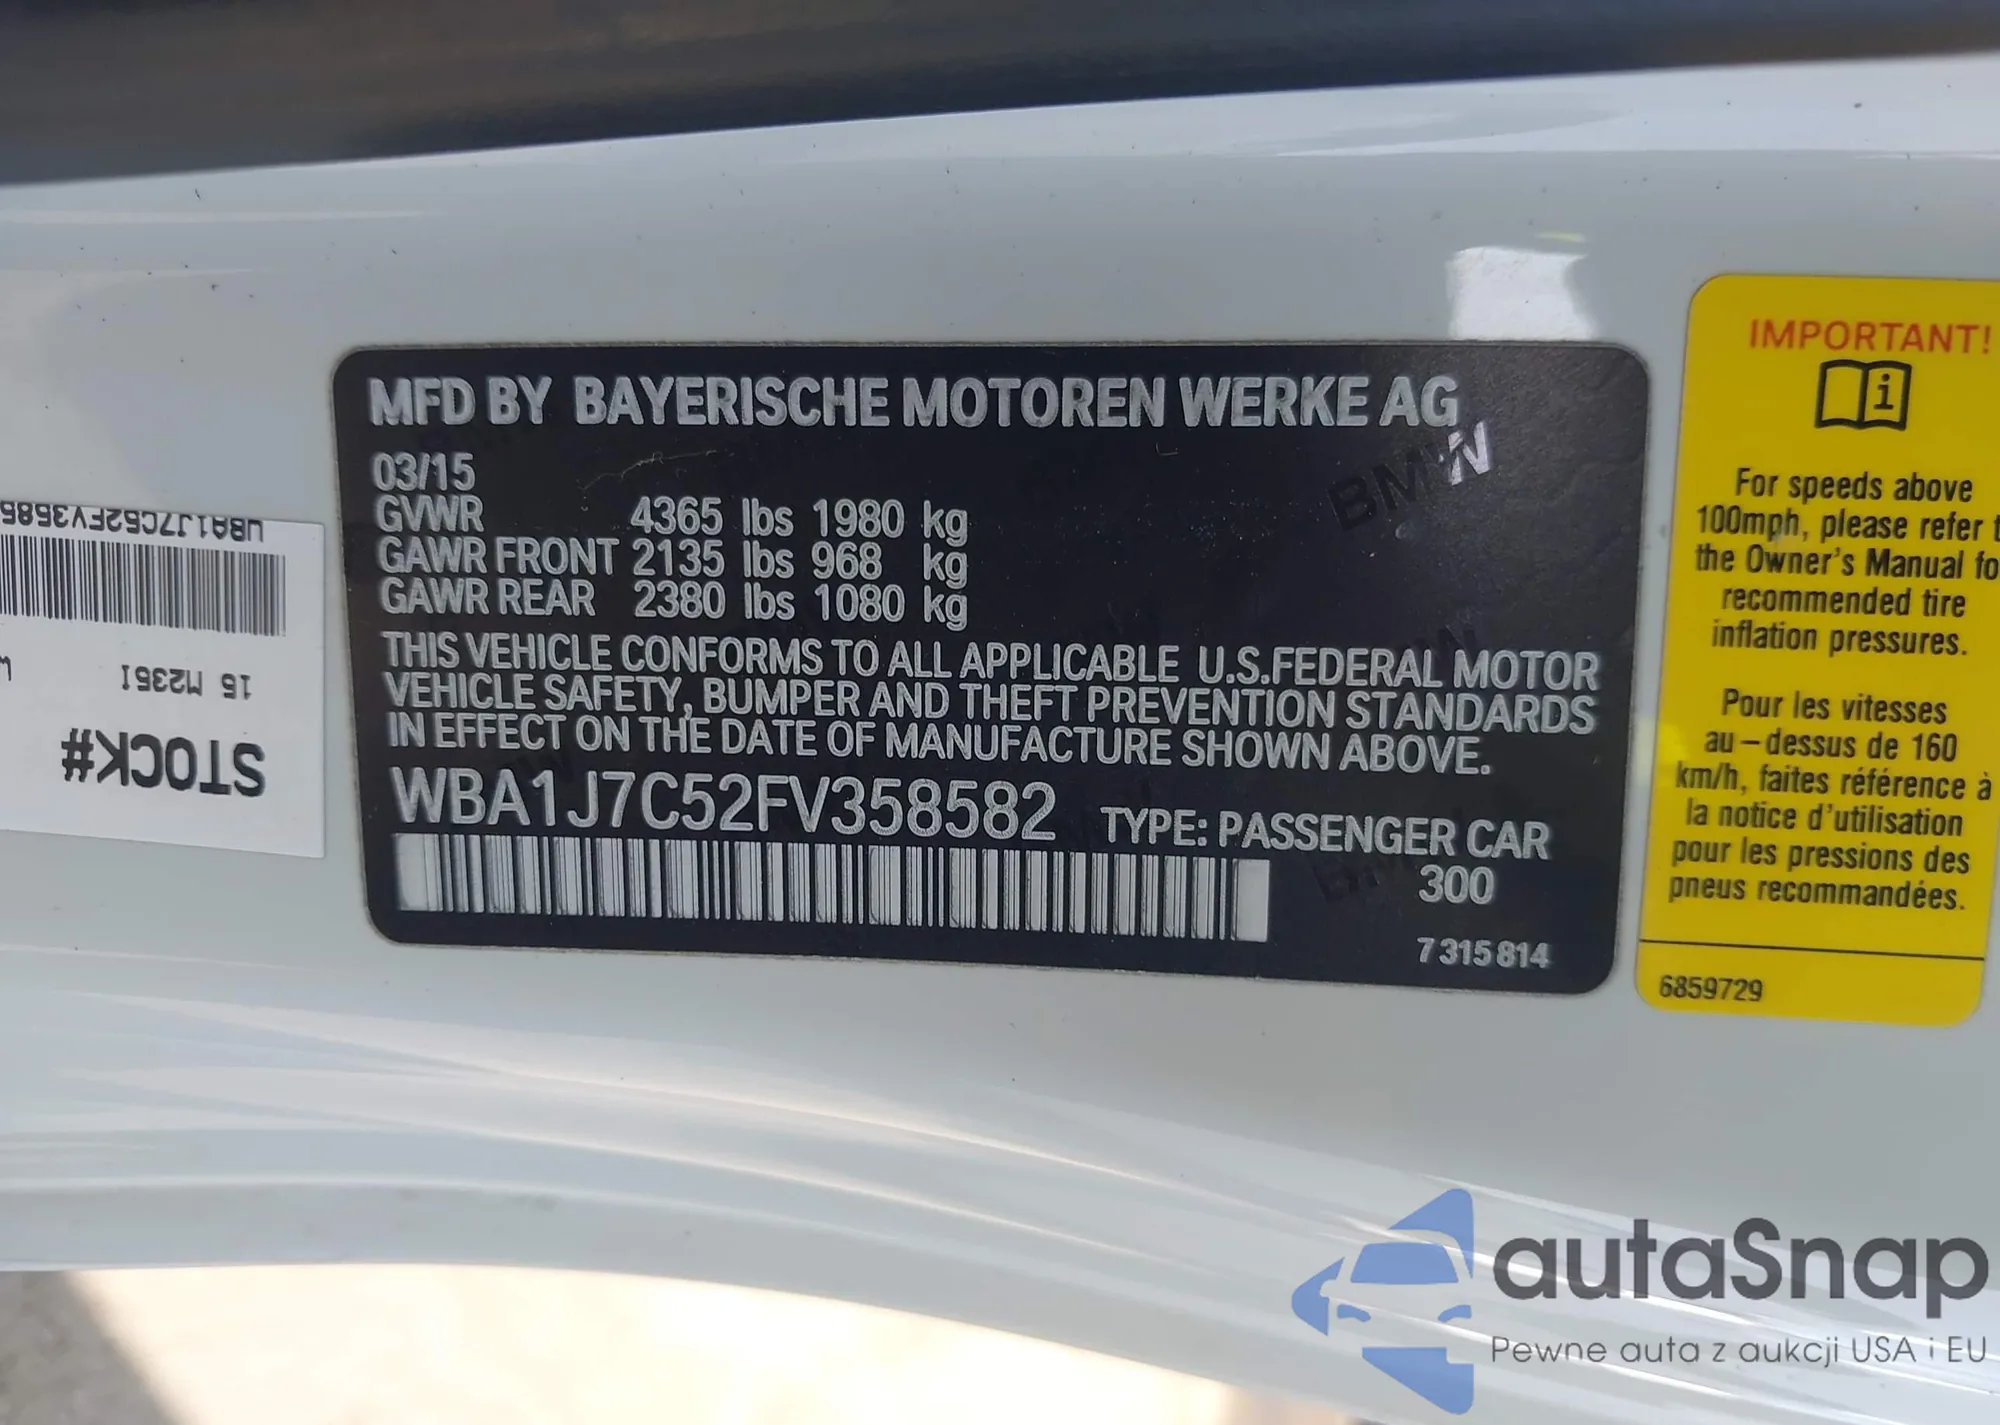 MFD BY BAYERISCHE MOTOREN WERKE AG
03/15
GVWR 4365 lbs 1980 kg
GAWR FRONT 2135 lbs 968 kg
GAWR REAR 2380 lbs 1080 kg
THIS VEHICLE CONFORMS TO ALL APPLICABLE U.S.FEDERAL MOTOR
VEHICLE SAFETY, BUMPER AND THEFT PREVENTION STANDARDS
IN EFFECT ON THE DATE OF MANUFACTURE SHOWN ABOVE.
WBA1J7C52FV358582 TYPE: PASSENGER CAR
300
7 315 814
BMW
STOCK#
16 M235I
WBA1J7C52FV3585
IMPORTANT!
For speeds above
100mph, please refer t
the Owner's Manual fo
recommended tire
inflation pressures.
Pour les vitesses
au-dessus de 160
km/h, faites référence à
la notice d'utilisation
pour les pressions des
pneus recommandées.
6859729
autaSnap
Pewne auta z aukcji USA i EU